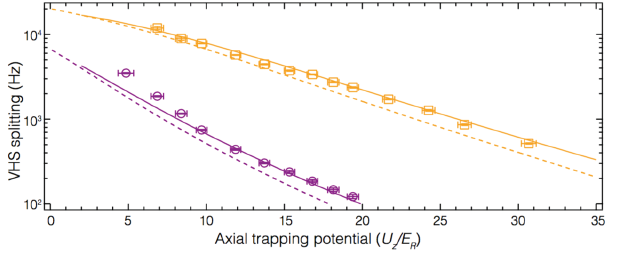 VHS splitting (Hz)
10⁴
10³
10²
0 5 10 15 20 25 30 35
Axial trapping potential (U_z/E_R)